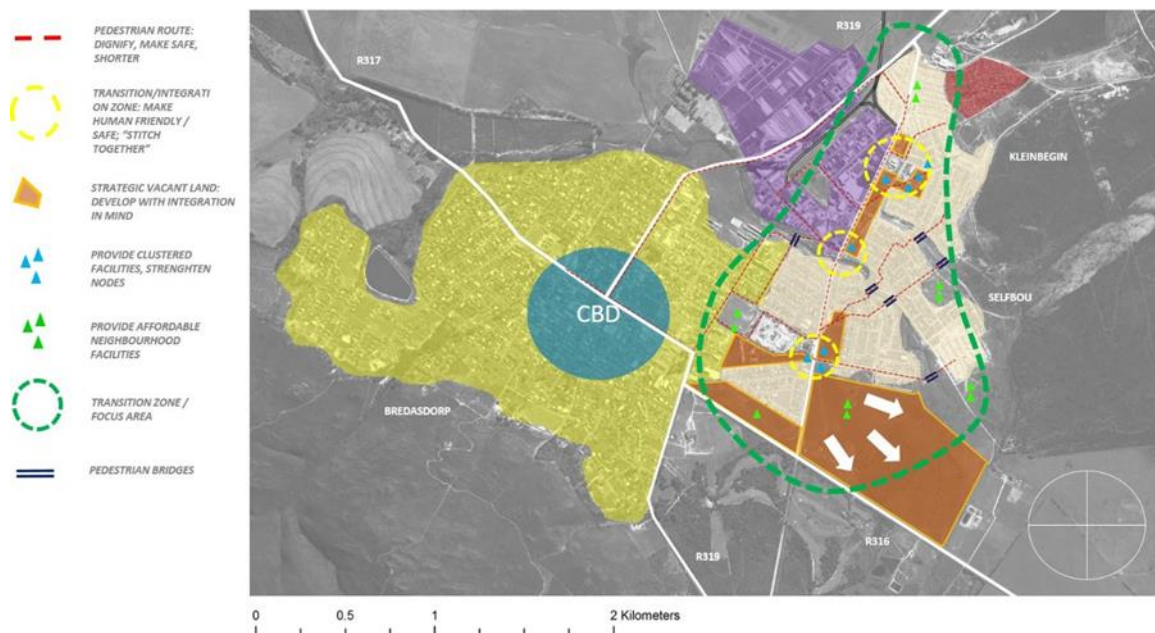 PEDESTRIAN ROUTE:
DIGNIFY, MAKE SAFE,
SHORTER
TRANSITION/INTEGRATI
ON ZONE: MAKE
HUMAN FRIENDLY /
SAFE; "STITCH
TOGETHER"
STRATEGIC VACANT LAND:
DEVELOP WITH INTEGRATION
IN MIND
PROVIDE CLUSTERED
FACILITIES, STRENGHTEN
NODES
PROVIDE AFFORDABLE
NEIGHBOURHOOD
FACILITIES
TRANSITION ZONE /
FOCUS AREA
PEDESTRIAN BRIDGES
R319
R317
KLEINBEGIN
SELFBOU
CBD
BREDASDORP
R316
R319
0 0.5 1 2 Kilometers